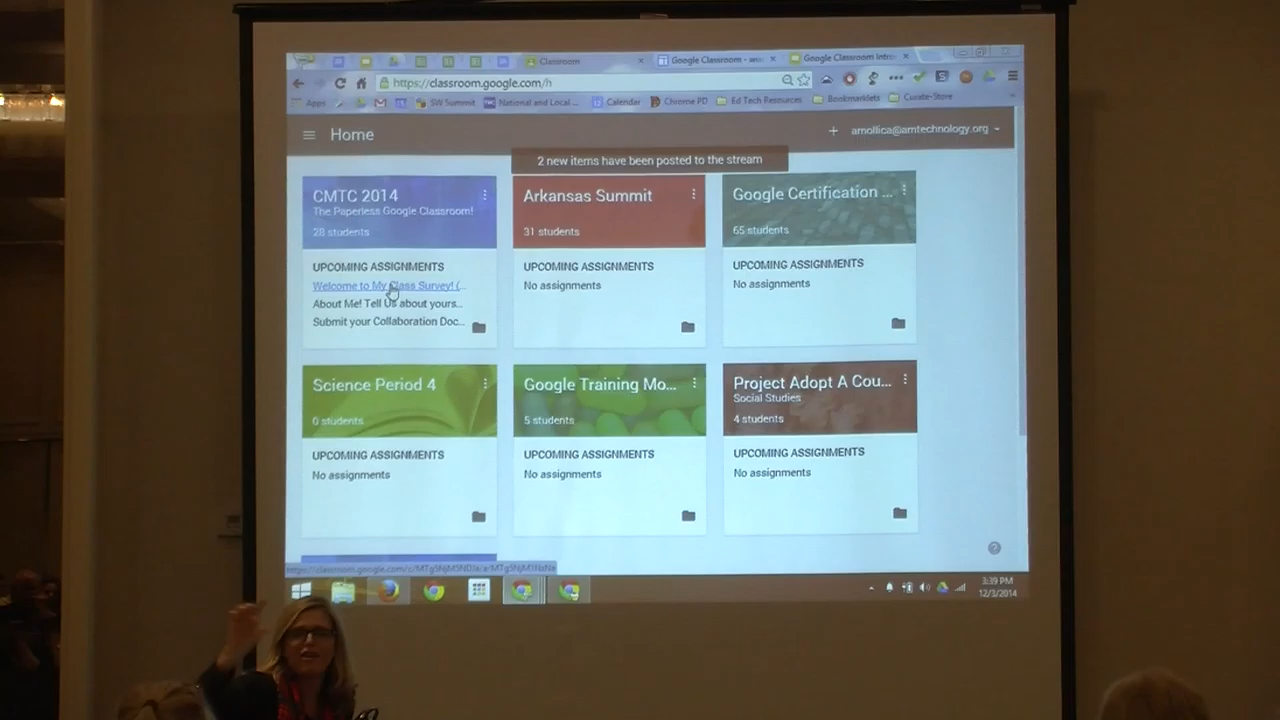 Classroom
Google Classroom - ww
Google Classroom Intr
https://classroom.google.com/h
Apps
SW Summit
National and Local ...
Calendar
Chrome PD
Ed Tech Resources
Bookmarklets
Curate-Store
Home
+
amollica@amtechnology.org
2 new items have been posted to the stream
CMTC 2014
The Paperless Google Classroom!
28 students
UPCOMING ASSIGNMENTS
Welcome to My Class Survey! (...
About Me! Tell Us about yours...
Submit your Collaboration Doc...
Arkansas Summit
31 students
UPCOMING ASSIGNMENTS
No assignments
Google Certification ...
65 students
UPCOMING ASSIGNMENTS
No assignments
Science Period 4
0 students
UPCOMING ASSIGNMENTS
No assignments
Google Training Mo...
5 students
UPCOMING ASSIGNMENTS
No assignments
Project Adopt A Cou...
Social Studies
4 students
UPCOMING ASSIGNMENTS
No assignments
3:39 PM
12/3/2014